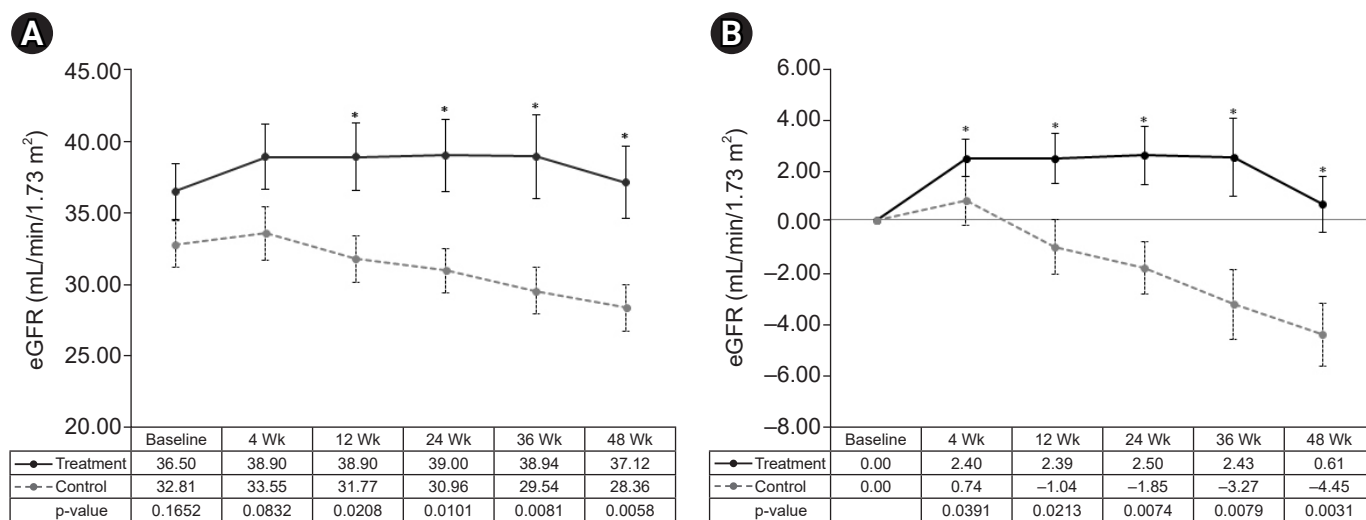 A
45.00
40.00
35.00
30.00
25.00
20.00
eGFR (mL/min/1.73 m²)
*
*
*
*
Baseline 4 Wk 12 Wk 24 Wk 36 Wk 48 Wk
Treatment 36.50 38.90 38.90 39.00 38.94 37.12
Control 32.81 33.55 31.77 30.96 29.54 28.36
p-value 0.1652 0.0832 0.0208 0.0101 0.0081 0.0058
B
6.00
4.00
2.00
0.00
–2.00
–4.00
–6.00
–8.00
eGFR (mL/min/1.73 m²)
*
*
*
*
*
Baseline 4 Wk 12 Wk 24 Wk 36 Wk 48 Wk
Treatment 0.00 2.40 2.39 2.50 2.43 0.61
Control 0.00 0.74 –1.04 –1.85 –3.27 –4.45
p-value 0.0391 0.0213 0.0074 0.0079 0.0031